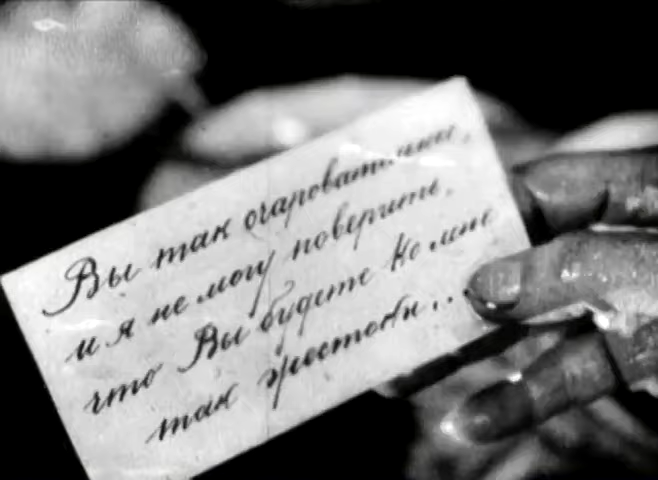 Вы так очаровательны,
и я не могу поверить,
что Вы будете ко мне
так жестоки..